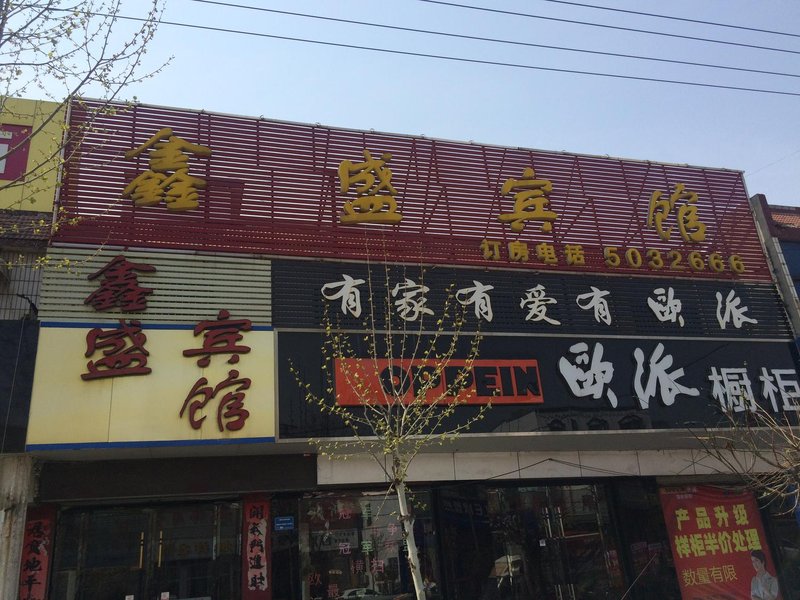 鑫盛宾馆
订房电话 5032666
鑫盛
宾馆
有家有爱有欧派
OPPEIN 欧派 橱柜
产品升级
样柜半价处理
数量有限